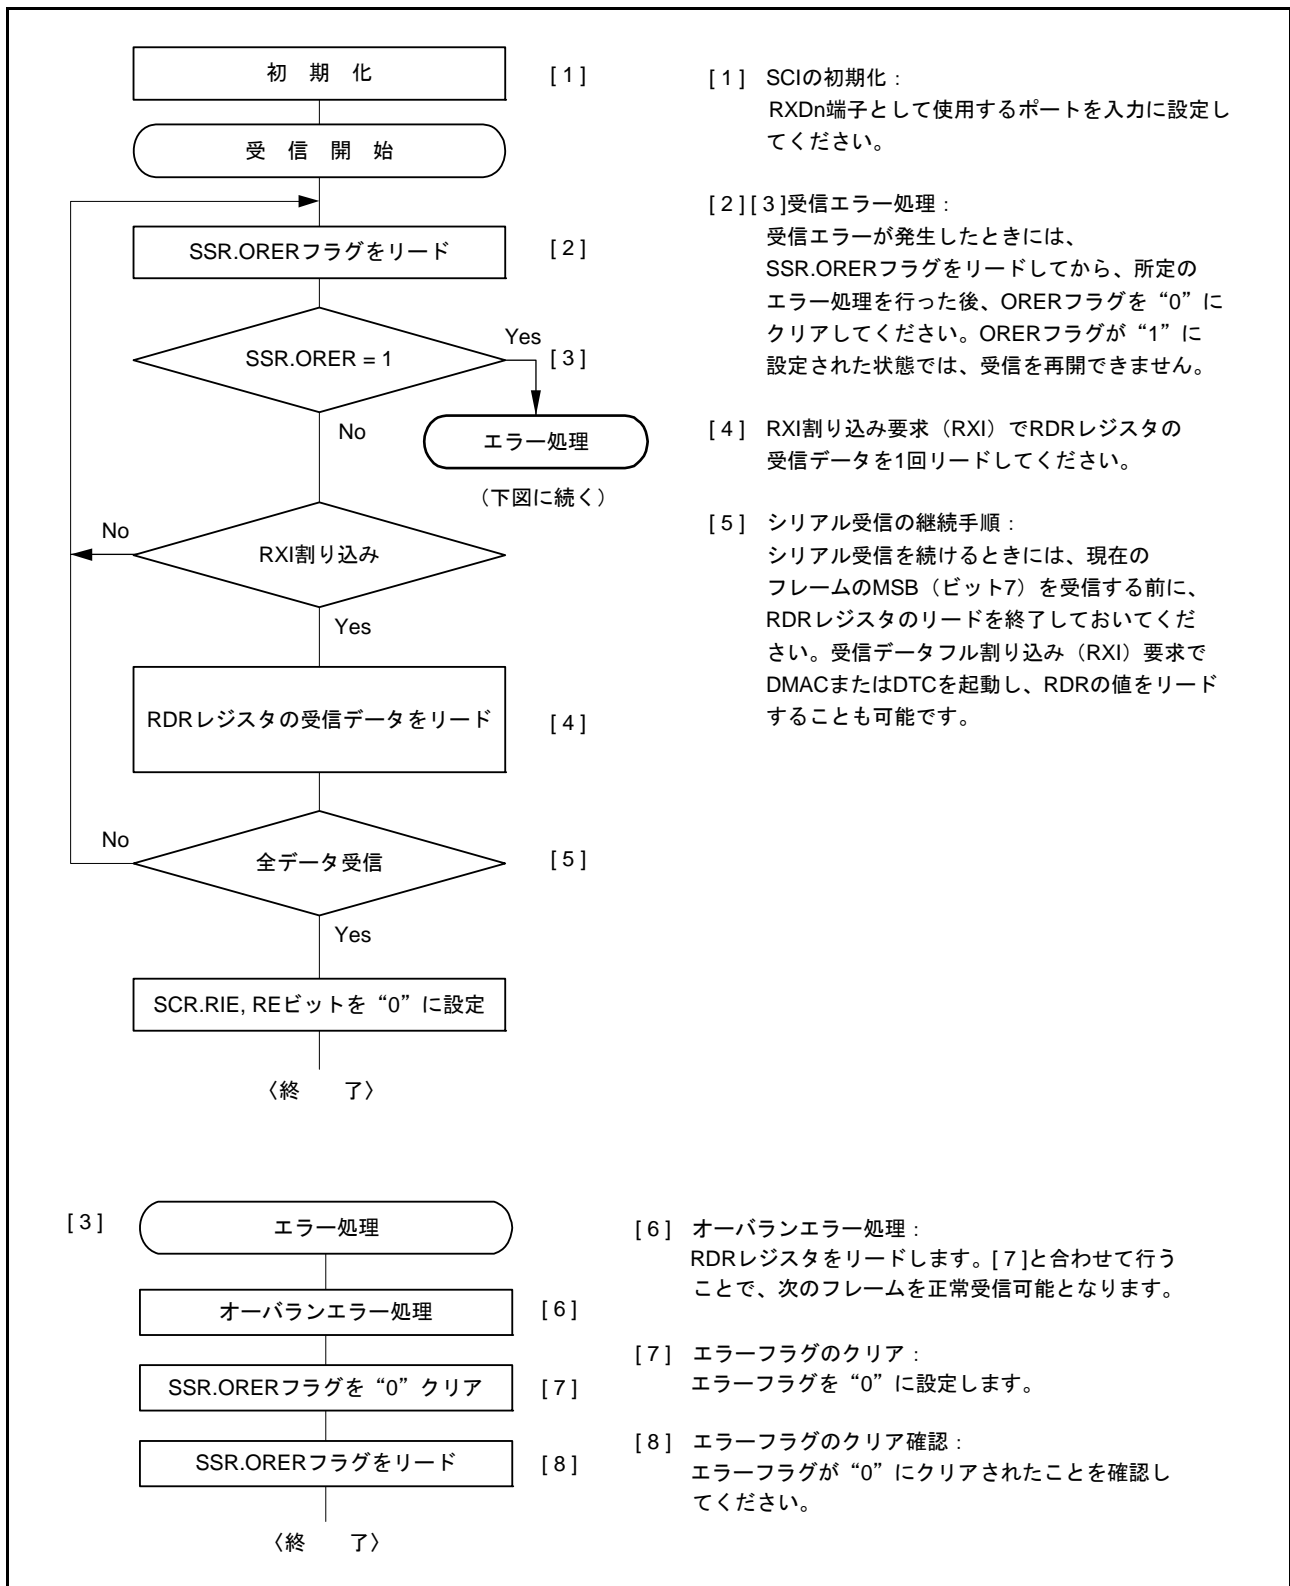 初 期 化 [1]
受 信 開 始
SSR.ORERフラグをリード [2]
SSR.ORER = 1
Yes
[3]
No
エラー処理
(下図に続く)
No
RXI割り込み
Yes
RDRレジスタの受信データをリード [4]
No
全データ受信 [5]
Yes
SCR.RIE, REビットを“0”に設定
〈終 了〉
[1] SCIの初期化：
RXDn端子として使用するポートを入力に設定し
てください。
[2][3]受信エラー処理：
受信エラーが発生したときには、
SSR.ORERフラグをリードしてから、所定の
エラー処理を行った後、ORERフラグを“0”に
クリアしてください。ORERフラグが“1”に
設定された状態では、受信を再開できません。
[4] RXI割り込み要求（RXI）でRDRレジスタの
受信データを1回リードしてください。
[5] シリアル受信の継続手順：
シリアル受信を続けるときには、現在の
フレームのMSB（ビット7）を受信する前に、
RDRレジスタのリードを終了しておいてくだ
さい。受信データフル割り込み（RXI）要求で
DMACまたはDTCを起動し、RDRの値をリード
することも可能です。
[3] エラー処理
オーバランエラー処理 [6]
SSR.ORERフラグを“0”クリア [7]
SSR.ORERフラグをリード [8]
〈終 了〉
[6] オーバランエラー処理：
RDRレジスタをリードします。[7]と合わせて行う
ことで、次のフレームを正常受信可能となります。
[7] エラーフラグのクリア：
エラーフラグを“0”に設定します。
[8] エラーフラグのクリア確認：
エラーフラグが“0”にクリアされたことを確認し
てください。